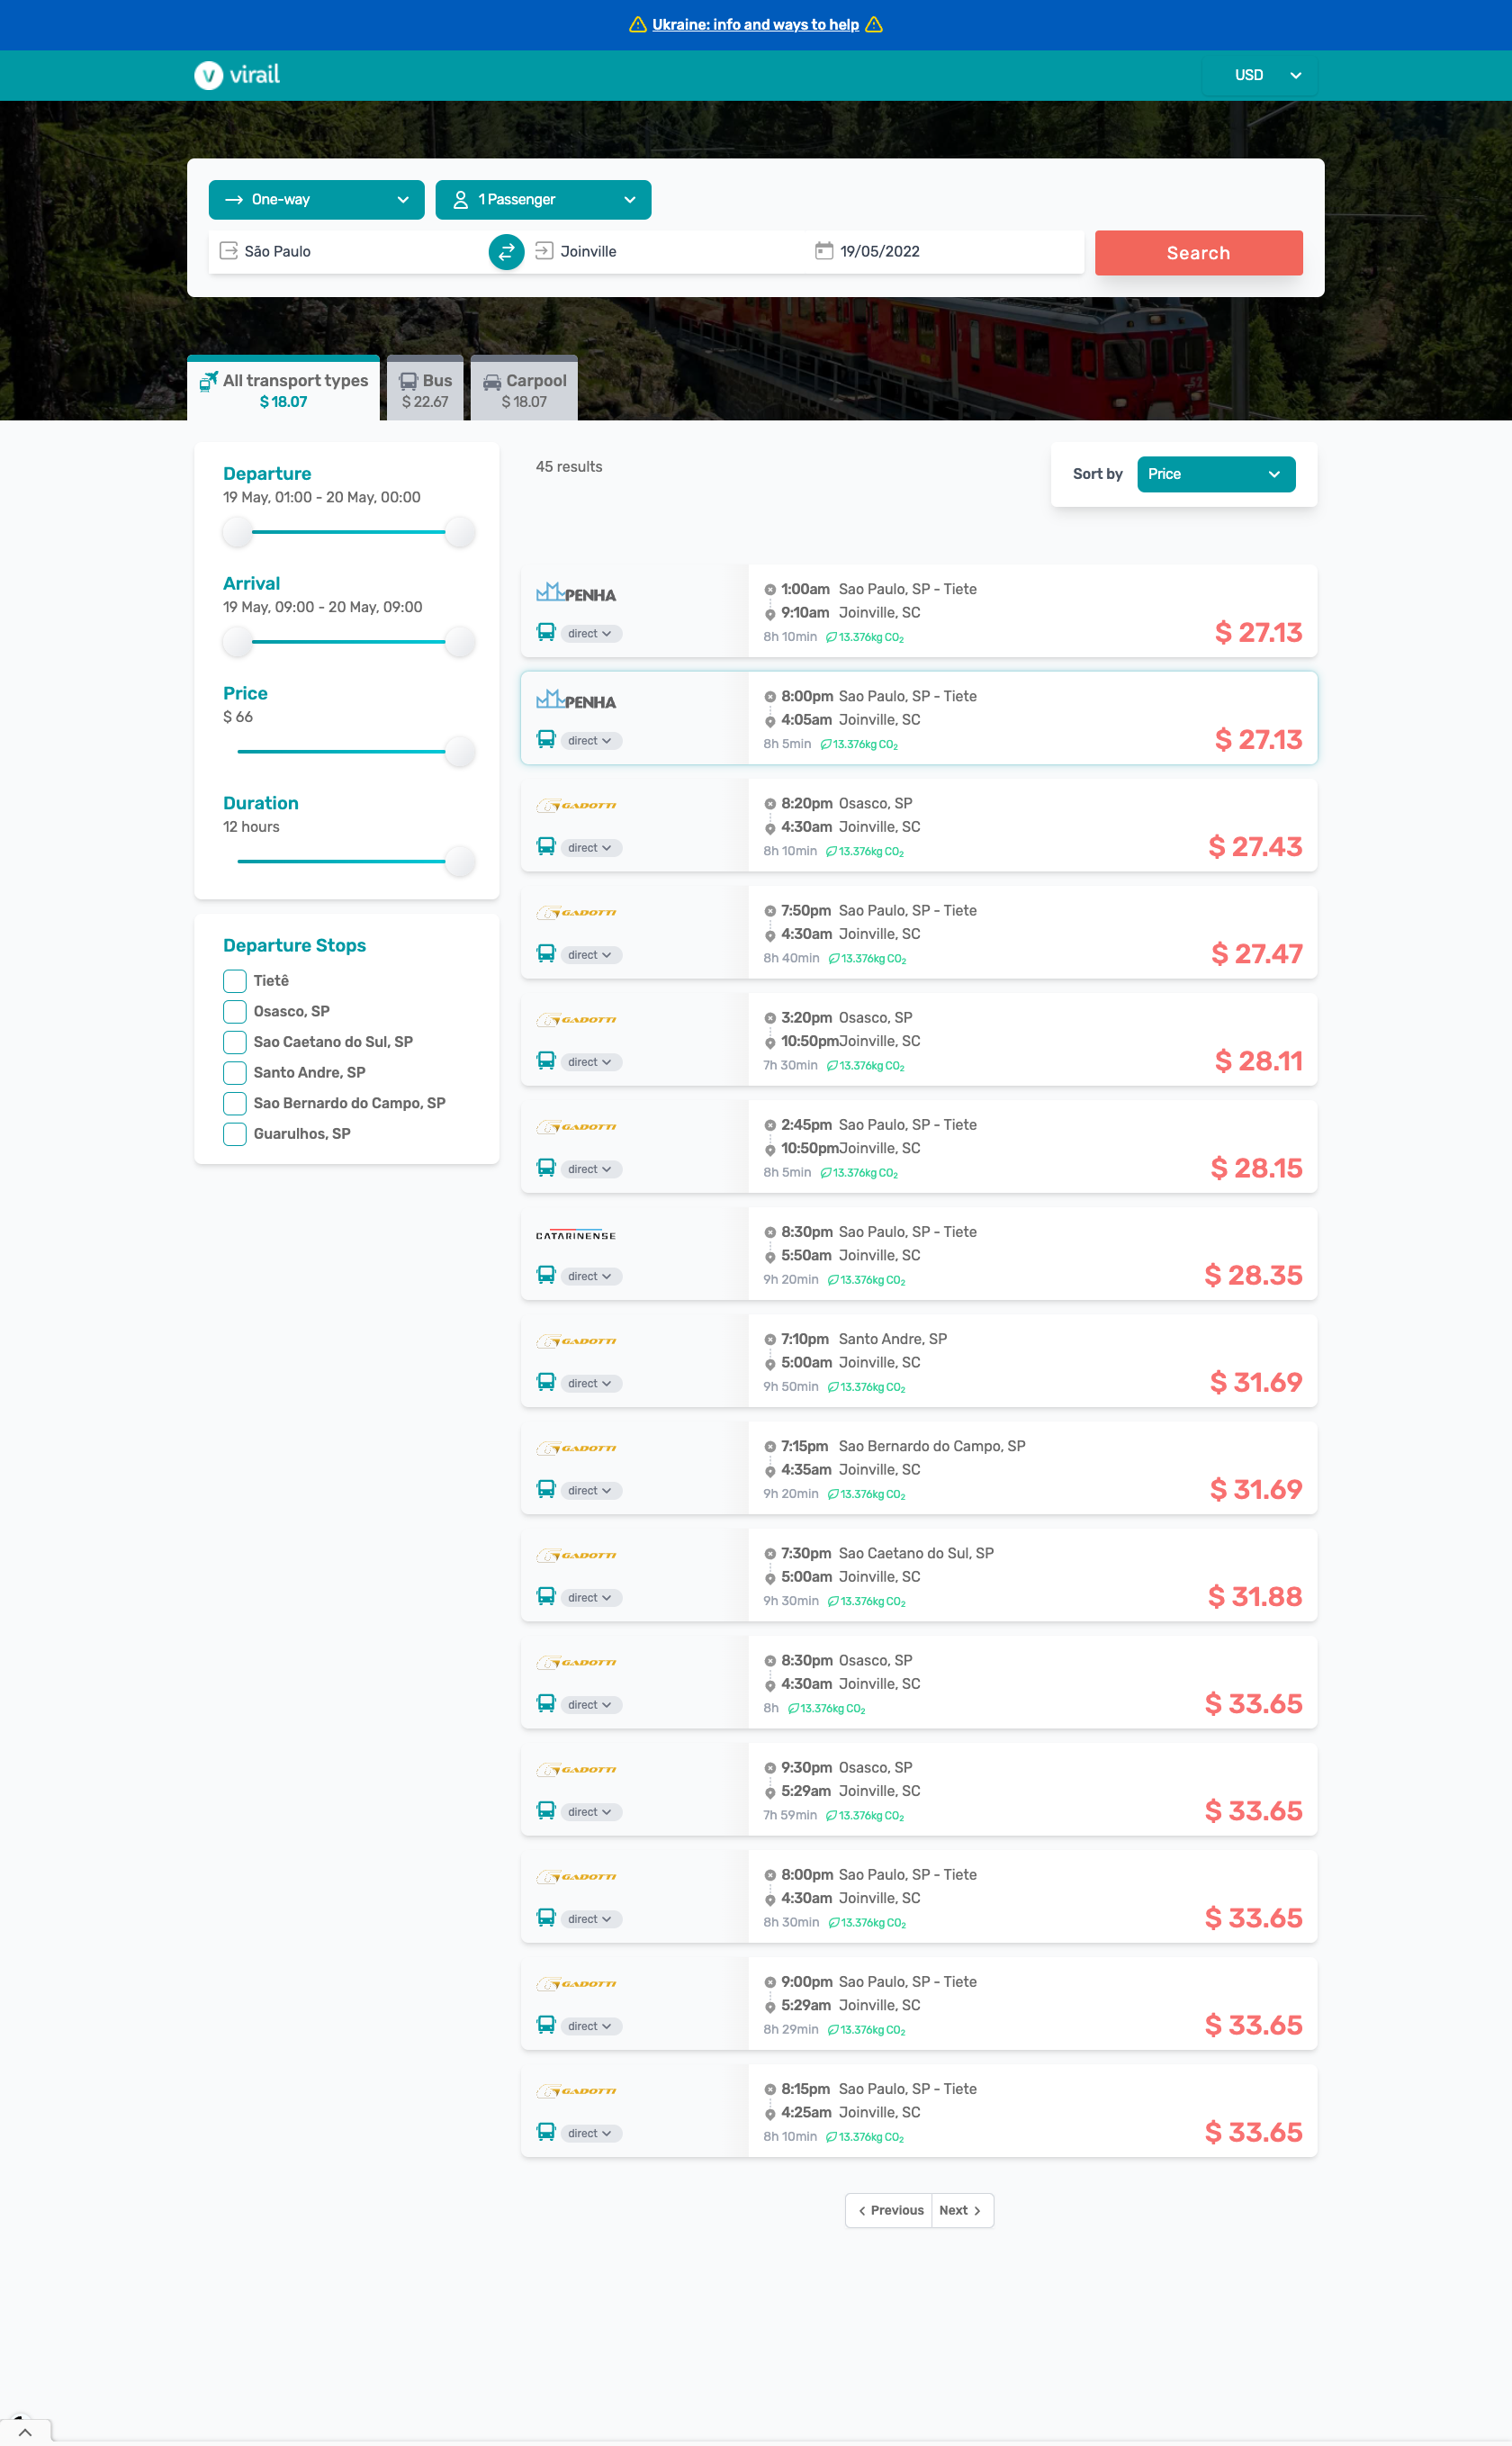 Ukraine: info and ways to help
virail
USD
One-way
1 Passenger
São Paulo
Joinville
19/05/2022
Search
All transport types
$ 18.07
Bus
$ 22.67
Carpool
$ 18.07
Departure
19 May, 01:00 - 20 May, 00:00
Arrival
19 May, 09:00 - 20 May, 09:00
Price
$ 66
Duration
12 hours
Departure Stops
Tietê
Osasco, SP
Sao Caetano do Sul, SP
Santo Andre, SP
Sao Bernardo do Campo, SP
Guarulhos, SP
45 results
Sort by
Price
PENHA
direct
1:00am Sao Paulo, SP - Tiete
9:10am Joinville, SC
8h 10min 13.376kg CO2
$ 27.13
PENHA
direct
8:00pm Sao Paulo, SP - Tiete
4:05am Joinville, SC
8h 5min 13.376kg CO2
$ 27.13
GADOTTI
direct
8:20pm Osasco, SP
4:30am Joinville, SC
8h 10min 13.376kg CO2
$ 27.43
GADOTTI
direct
7:50pm Sao Paulo, SP - Tiete
4:30am Joinville, SC
8h 40min 13.376kg CO2
$ 27.47
GADOTTI
direct
3:20pm Osasco, SP
10:50pm Joinville, SC
7h 30min 13.376kg CO2
$ 28.11
GADOTTI
direct
2:45pm Sao Paulo, SP - Tiete
10:50pm Joinville, SC
8h 5min 13.376kg CO2
$ 28.15
CATARINENSE
direct
8:30pm Sao Paulo, SP - Tiete
5:50am Joinville, SC
9h 20min 13.376kg CO2
$ 28.35
GADOTTI
direct
7:10pm Santo Andre, SP
5:00am Joinville, SC
9h 50min 13.376kg CO2
$ 31.69
GADOTTI
direct
7:15pm Sao Bernardo do Campo, SP
4:35am Joinville, SC
9h 20min 13.376kg CO2
$ 31.69
GADOTTI
direct
7:30pm Sao Caetano do Sul, SP
5:00am Joinville, SC
9h 30min 13.376kg CO2
$ 31.88
GADOTTI
direct
8:30pm Osasco, SP
4:30am Joinville, SC
8h 13.376kg CO2
$ 33.65
GADOTTI
direct
9:30pm Osasco, SP
5:29am Joinville, SC
7h 59min 13.376kg CO2
$ 33.65
GADOTTI
direct
8:00pm Sao Paulo, SP - Tiete
4:30am Joinville, SC
8h 30min 13.376kg CO2
$ 33.65
GADOTTI
direct
9:00pm Sao Paulo, SP - Tiete
5:29am Joinville, SC
8h 29min 13.376kg CO2
$ 33.65
GADOTTI
direct
8:15pm Sao Paulo, SP - Tiete
4:25am Joinville, SC
8h 10min 13.376kg CO2
$ 33.65
Previous
Next